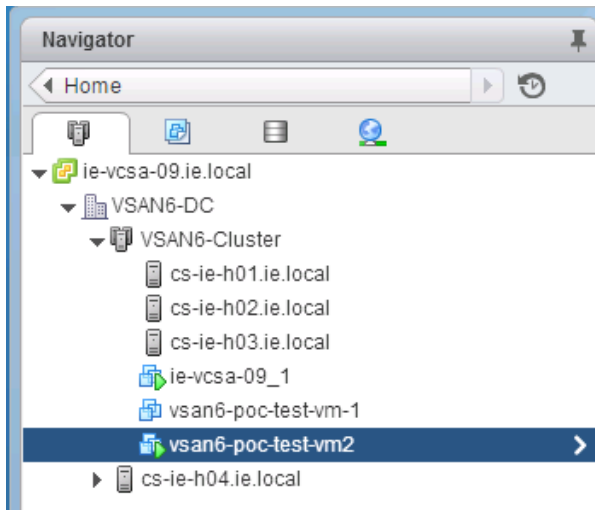 Navigator
Home
ie-vcsa-09.ie.local
VSAN6-DC
VSAN6-Cluster
cs-ie-h01.ie.local
cs-ie-h02.ie.local
cs-ie-h03.ie.local
ie-vcsa-09_1
vsan6-poc-test-vm-1
vsan6-poc-test-vm2
cs-ie-h04.ie.local